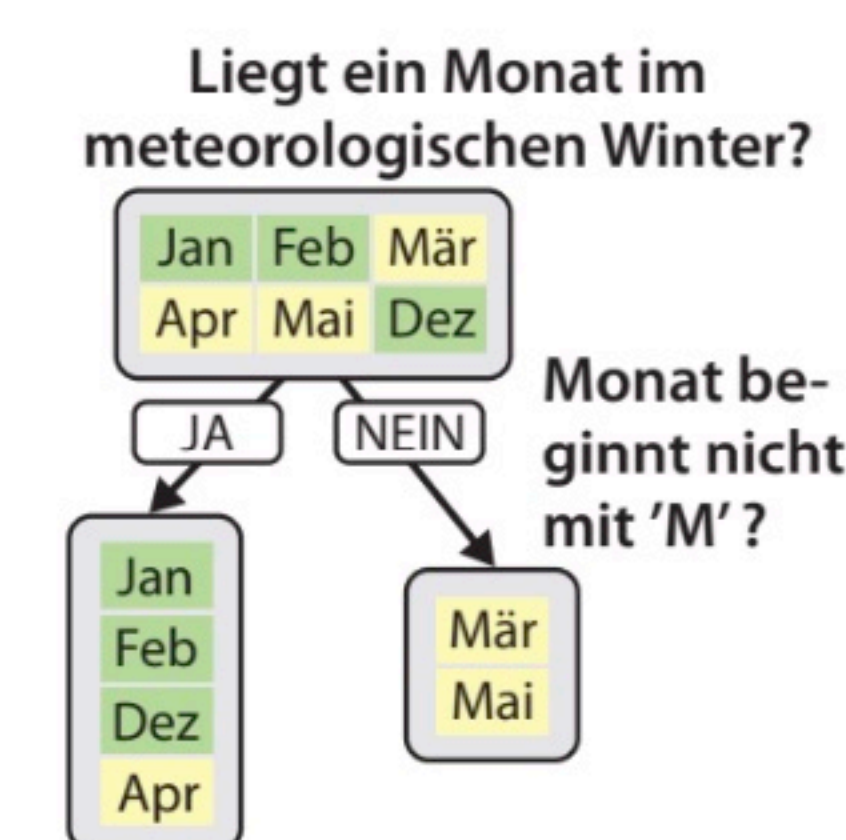 Liegt ein Monat im
meteorologischen Winter?
Jan Feb Mär
Apr Mai Dez
JA NEIN
Monat be-
ginnt nicht
mit 'M' ?
Jan
Feb
Dez
Apr
Mär
Mai